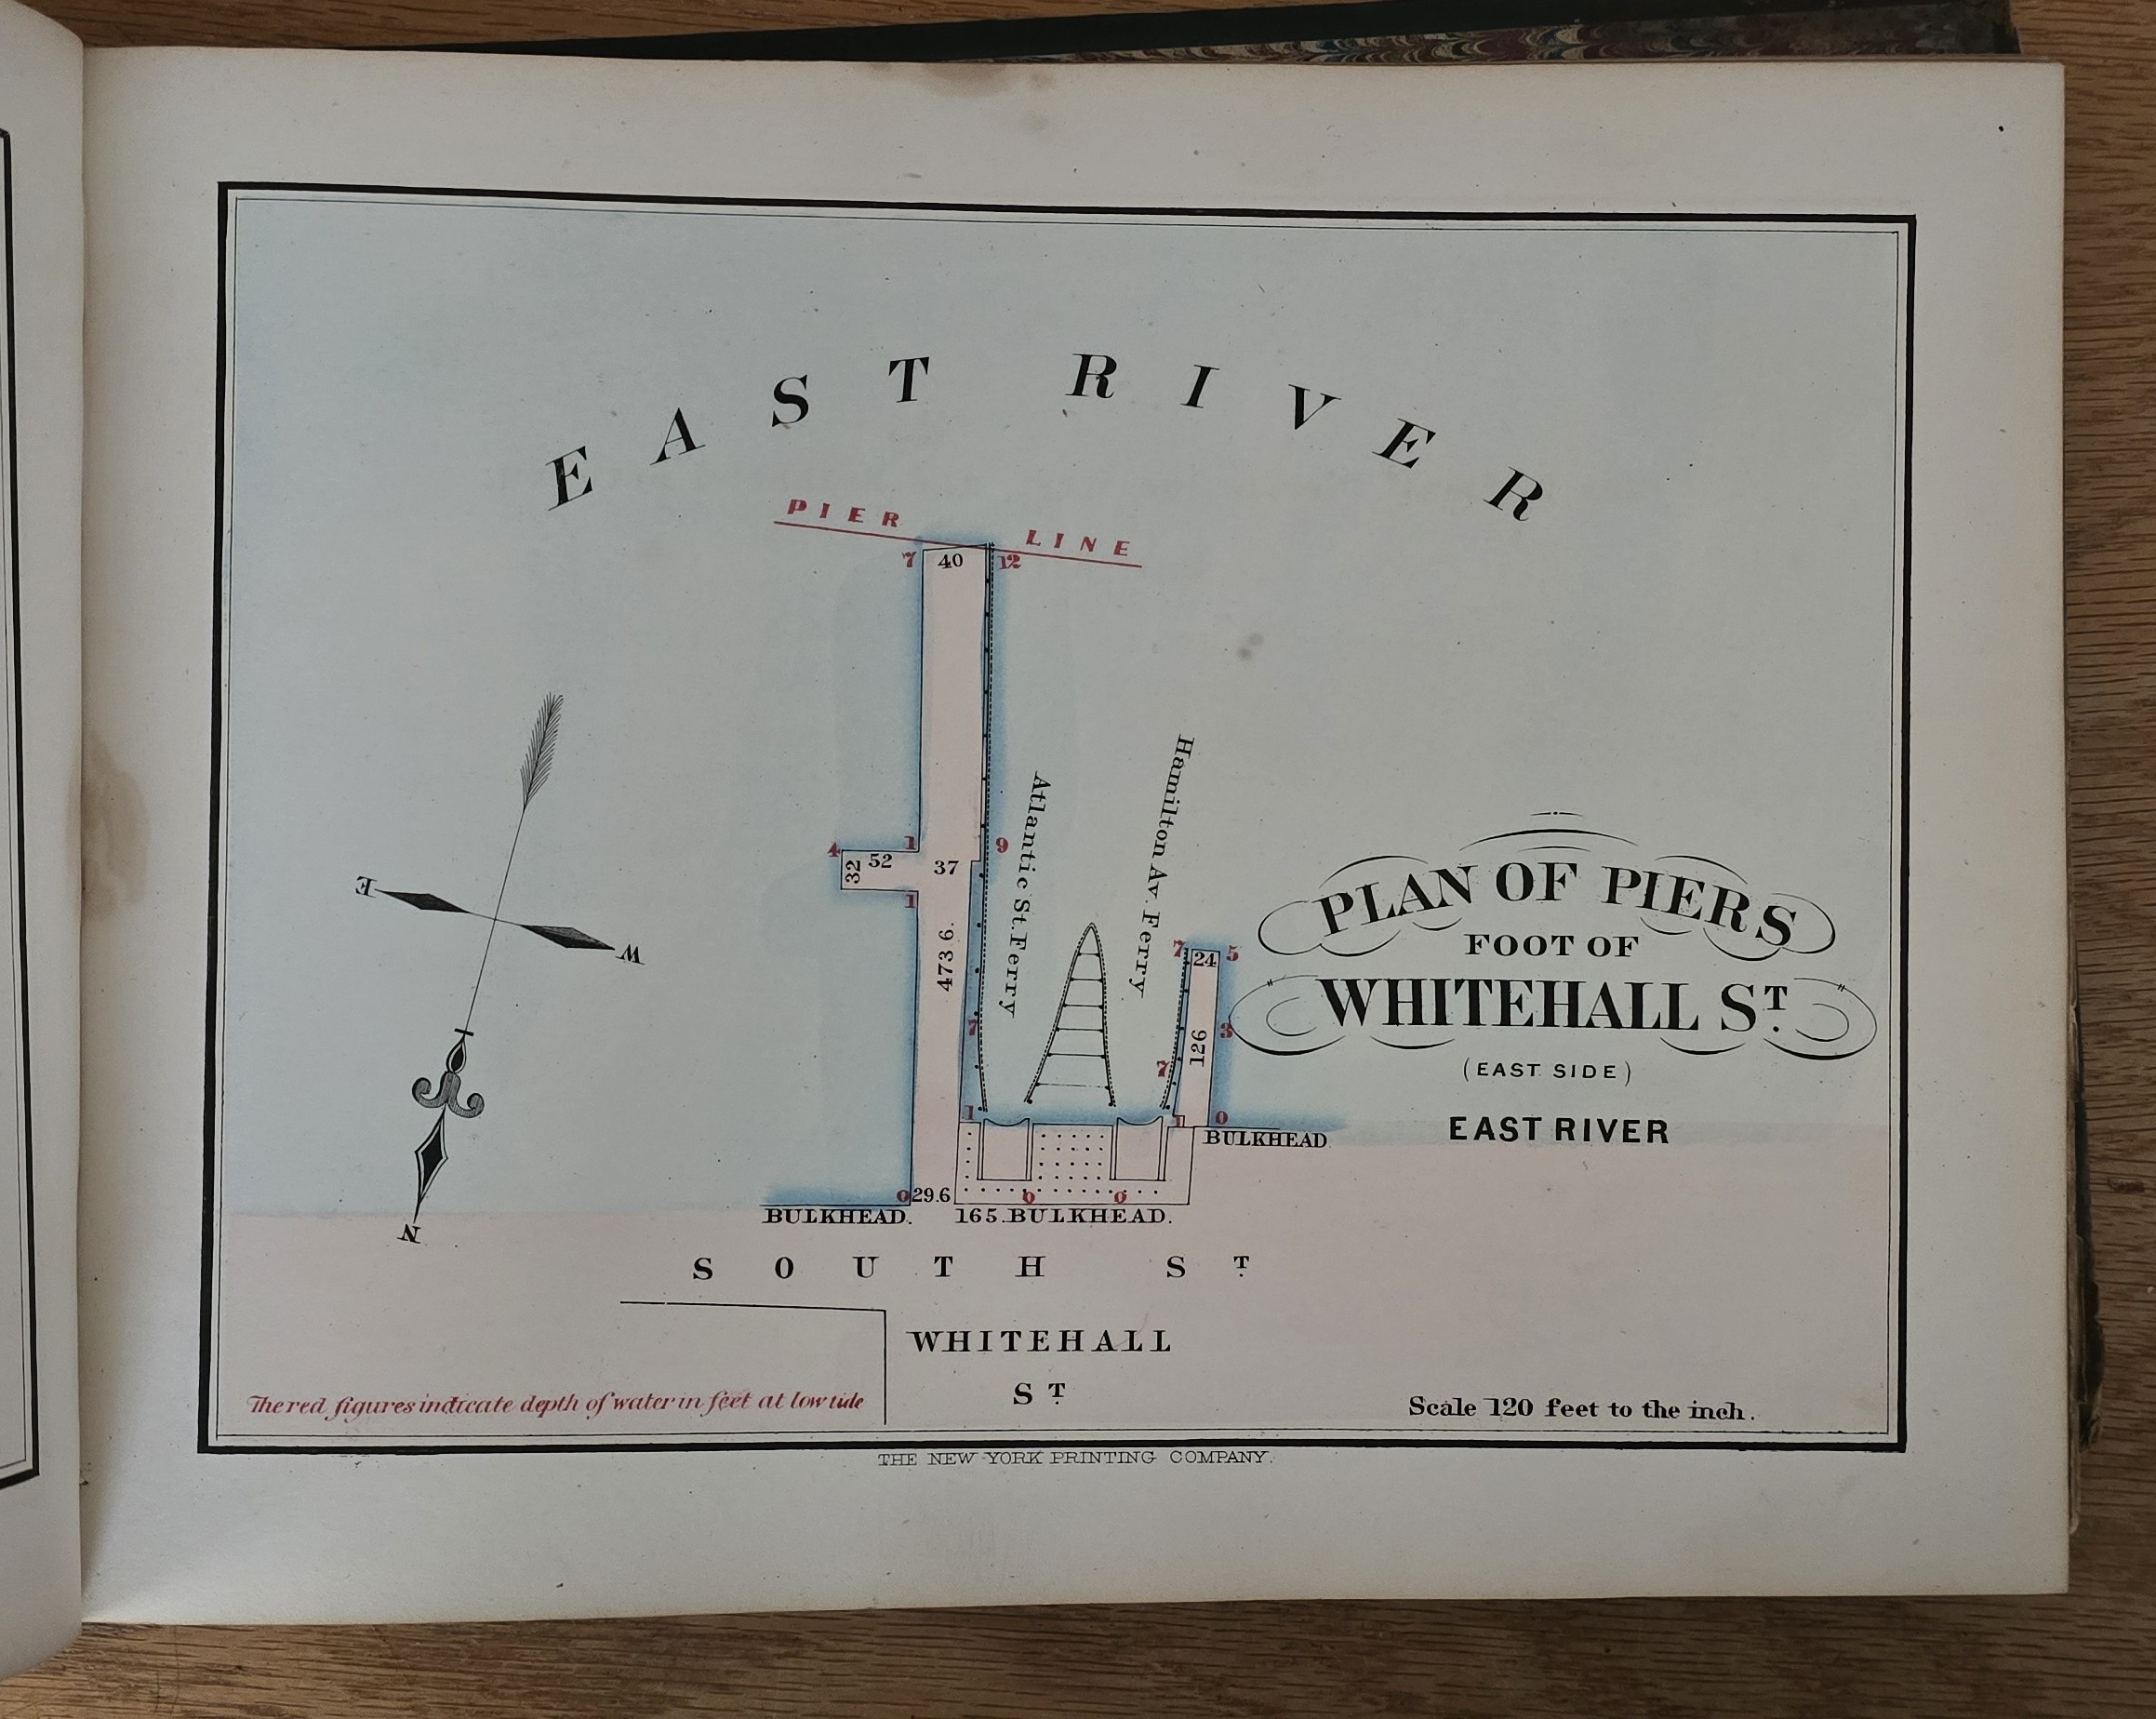 EAST RIVER
PIER LINE
7 40 12
4 52 1 37 9
32
1
473 6.
7
1
Atlantic St. Ferry
Hamilton Av. Ferry
7 24 5
126 3
7
1 0
BULKHEAD
0 29.6 0 0
BULKHEAD. 165. BULKHEAD.
E
W
N
PLAN OF PIERS
FOOT OF
WHITEHALL ST.
(EAST SIDE)
EAST RIVER
SOUTH ST.
WHITEHALL
ST.
The red figures indicate depth of water in feet at low tide
Scale 120 feet to the inch.
THE NEW YORK PRINTING COMPANY.